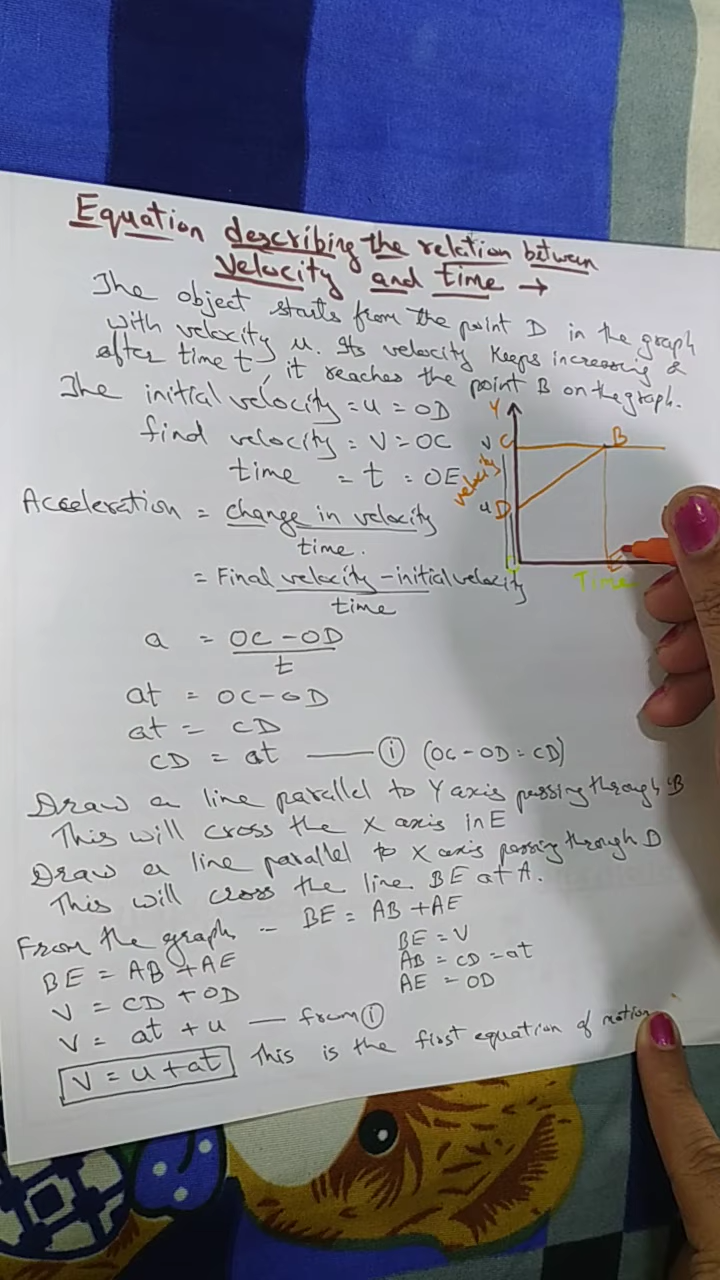 Equation describing the relation between
Velocity and time →
The object starts from the point D in the graph
with velocity u. Its velocity keeps increasing &
after time t, it reaches the point B on the graph.
The initial velocity = u = OD
find velocity = V = OC
time = t = OE
Acceleration = change in velocity
time.
= Final velocity - initial velocity
time
a = OC - OD
t
at = OC - OD
at = CD
CD = at —— ① (OC - OD = CD)
Draw a line parallel to Y axis passing through B
This will cross the X axis in E
Draw a line parallel to X axis passing through D
This will cross the line BE at A.
From the graph - BE = AB + AE
BE = AB + AE
BE = V
V = CD + OD
AB = CD = at
V = at + u — from ①
AE = OD
V = u + at This is the first equation of motion
Y
V C B
velocity
u D
E
Time